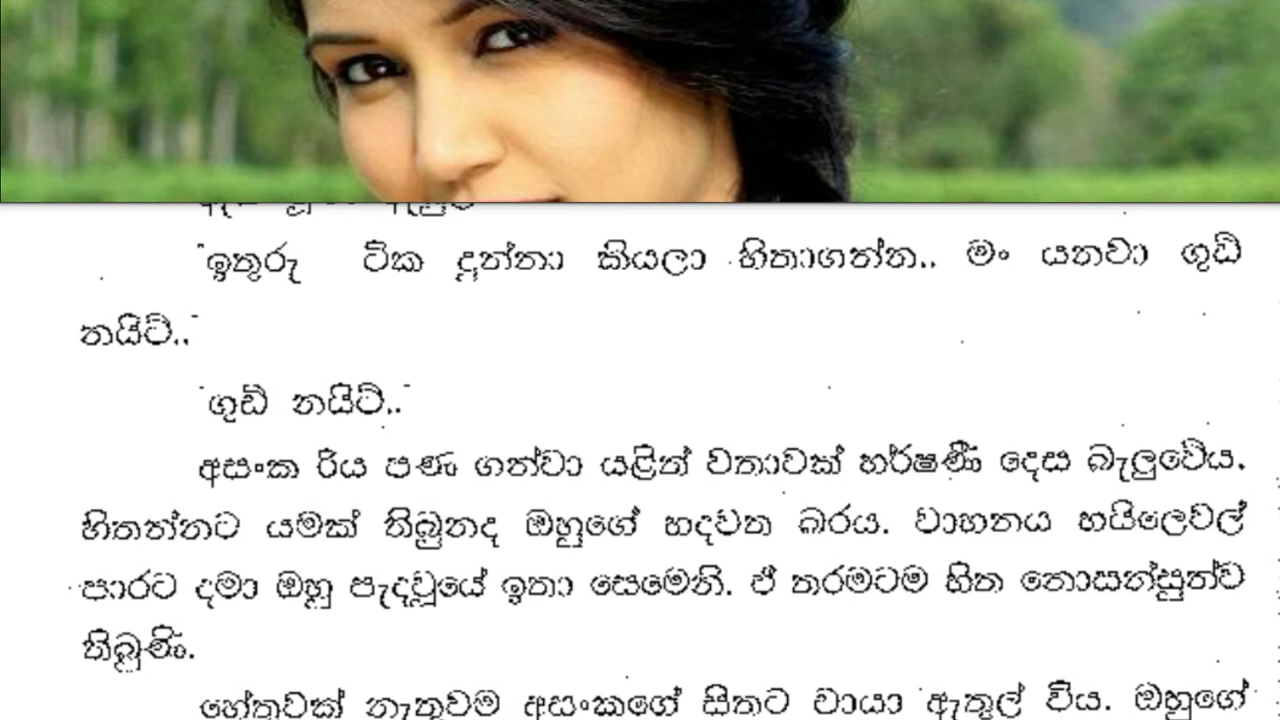 "ඉතුරු ටික දුන්නා කියලා හිතාගන්න.. මං යනවා ගුඩ්
නයිට්.."
"ගුඩ් නයිට්.."
අසංක රිය පණ ගන්වා යළිත් වතාවක් හර්ෂණී දෙස බැලුවේය.
හිතන්නට යමක් තිබුනද ඔහුගේ හදවත බරය. වාහනය හයිලෙවල්
පාරට දමා ඔහු පැදවූයේ ඉතා සෙමෙනි. ඒ තරමටම හිත නොසන්සුන්ව
තිබුණි.
හේතුවක් නැතුවම අසංකගේ සිතට චායා ඇතුල් විය. ඔහුගේ